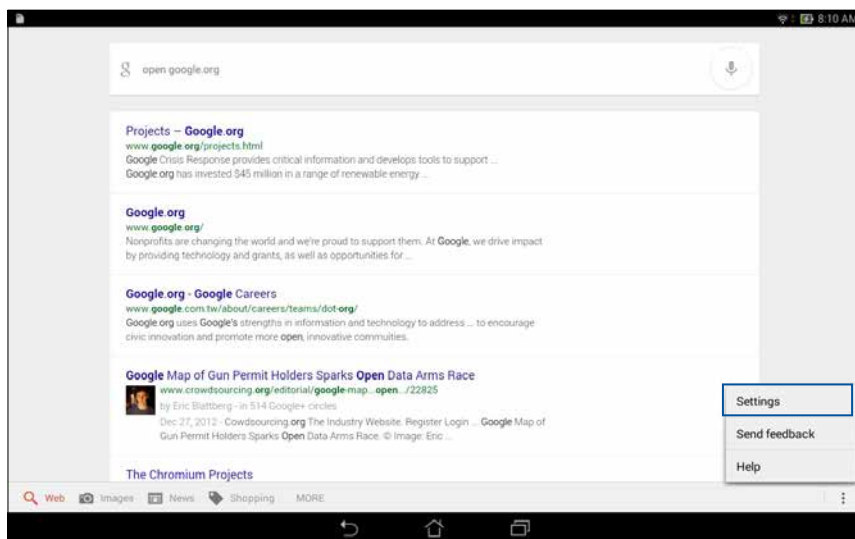 8:10 AM
g open google.org
Projects – Google.org
www.google.org/projects.html
Google Crisis Response provides critical information and develops tools to support ...
Google.org has invested $45 million in a range of renewable energy ...
Google.org
www.google.org/
Nonprofits are changing the world and we're proud to support them. At Google, we drive impact
by providing technology and grants, as well as opportunities for ...
Google.org - Google Careers
www.google.com.tw/about/careers/teams/dot-org/
Google.org uses Google's strengths in information and technology to address ... to encourage
civic innovation and promote more open, innovative commuities.
Google Map of Gun Permit Holders Sparks Open Data Arms Race
www.crowdsourcing.org/editorial/google-map...open.../22825
by Eric Blattberg - in 514 Google+ circles
Dec 27, 2012 - Cowdsourcing.org The Industry Website. Register Login ... Google Map of
Gun Permit Holders Sparks Open Data Arms Race. © Image: Eric ...
The Chromium Projects
Settings
Send feedback
Help
Web Images News Shopping MORE